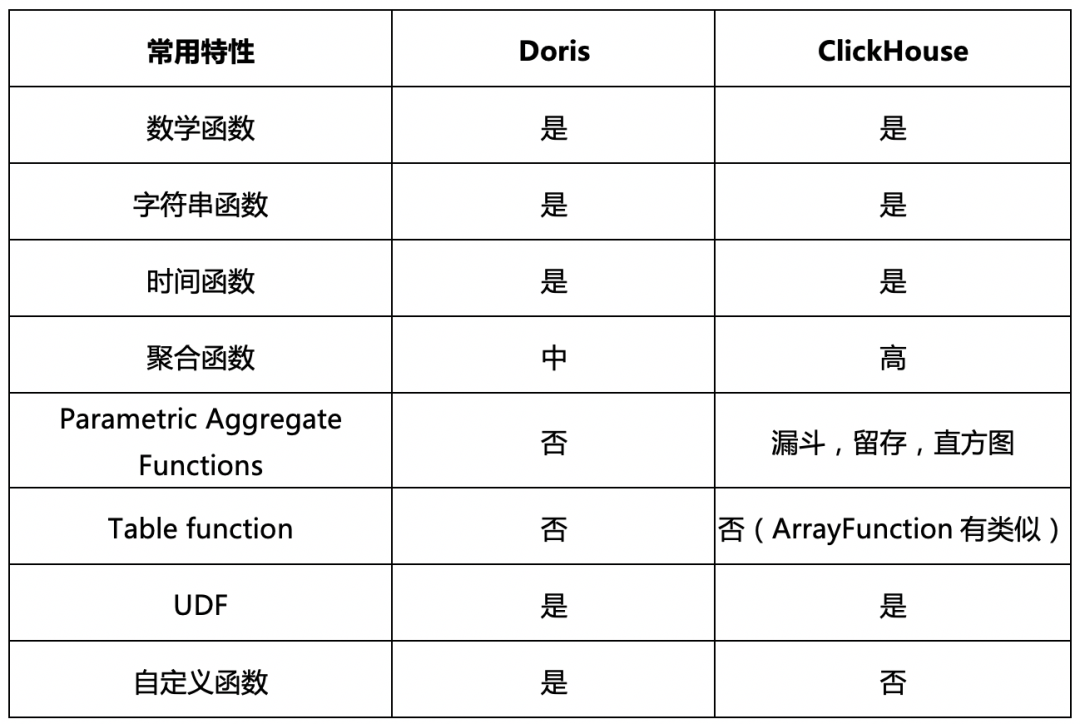 常用特性 Doris ClickHouse
数学函数 是 是
字符串函数 是 是
时间函数 是 是
聚合函数 中 高
Parametric Aggregate
Functions 否 漏斗，留存，直方图
Table function 否 否（ArrayFunction 有类似）
UDF 是 是
自定义函数 是 否